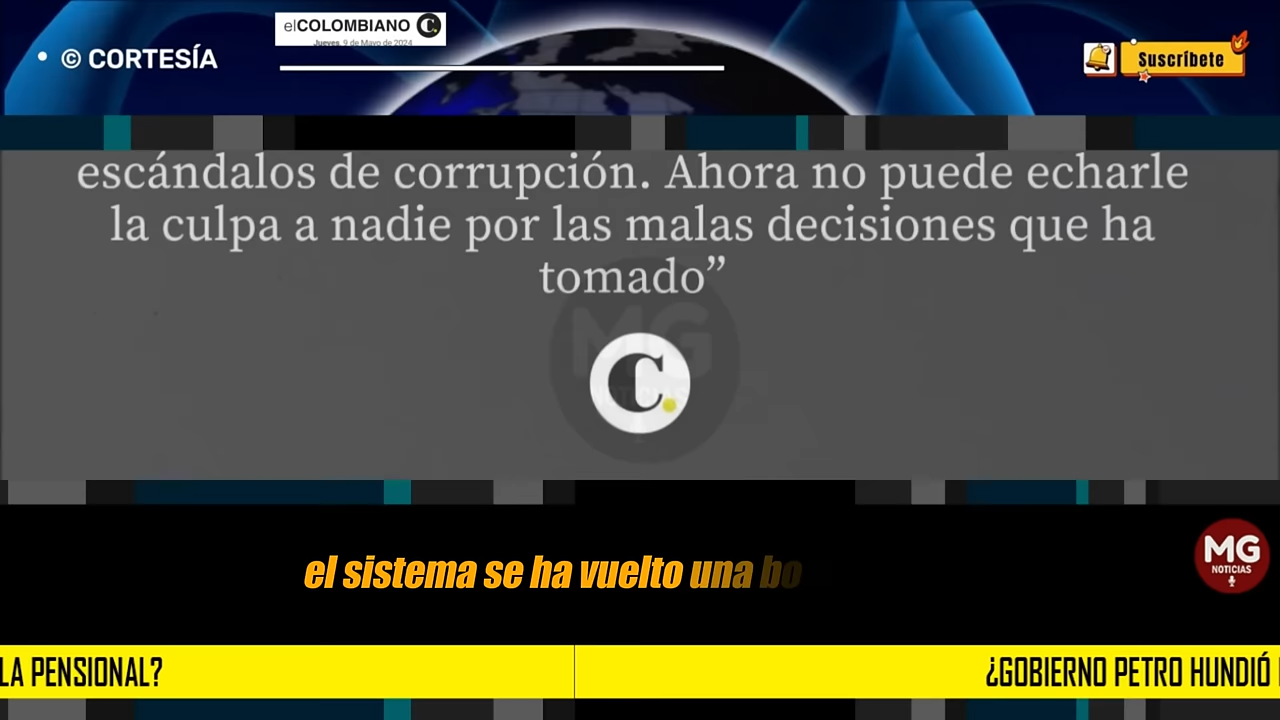 elCOLOMBIANO C.
Jueves, 9 de Mayo de 2024
• © CORTESÍA
Suscríbete
escándalos de corrupción. Ahora no puede echarle
la culpa a nadie por las malas decisiones que ha
tomado”
MG
C.
el sistema se ha vuelto una bo
MG
NOTICIAS
LA PENSIONAL?
¿GOBIERNO PETRO HUNDIÓ